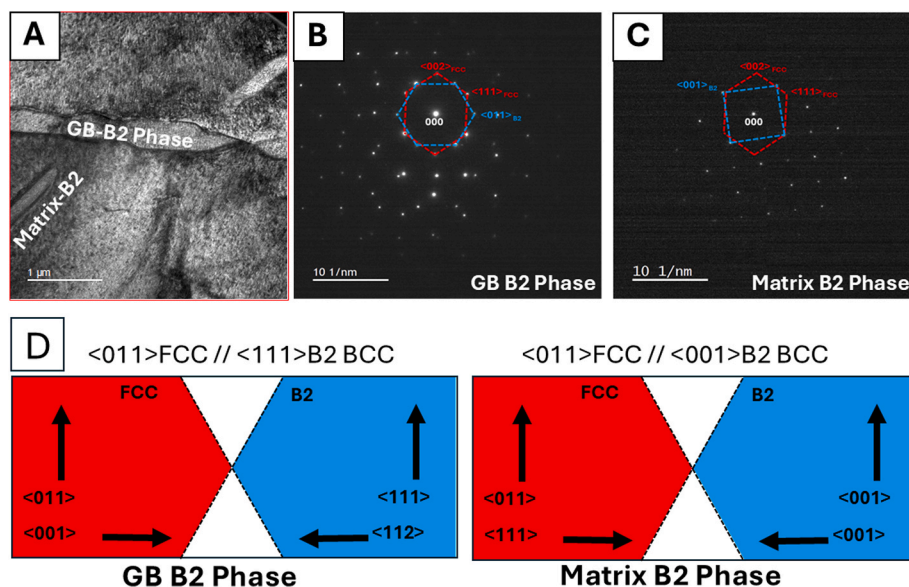 A
GB-B2 Phase
Matrix-B2
1 μm
B
<002>FCC
<111>FCC
<011>B2
000
10 1/nm
GB B2 Phase
C
<002>FCC
<001>B2
<111>FCC
000
10 1/nm
Matrix B2 Phase
D
<011>FCC // <111>B2 BCC
FCC
B2
<011>
<111>
<001>
<112>
GB B2 Phase
<011>FCC // <001>B2 BCC
FCC
B2
<011>
<001>
<111>
<001>
Matrix B2 Phase